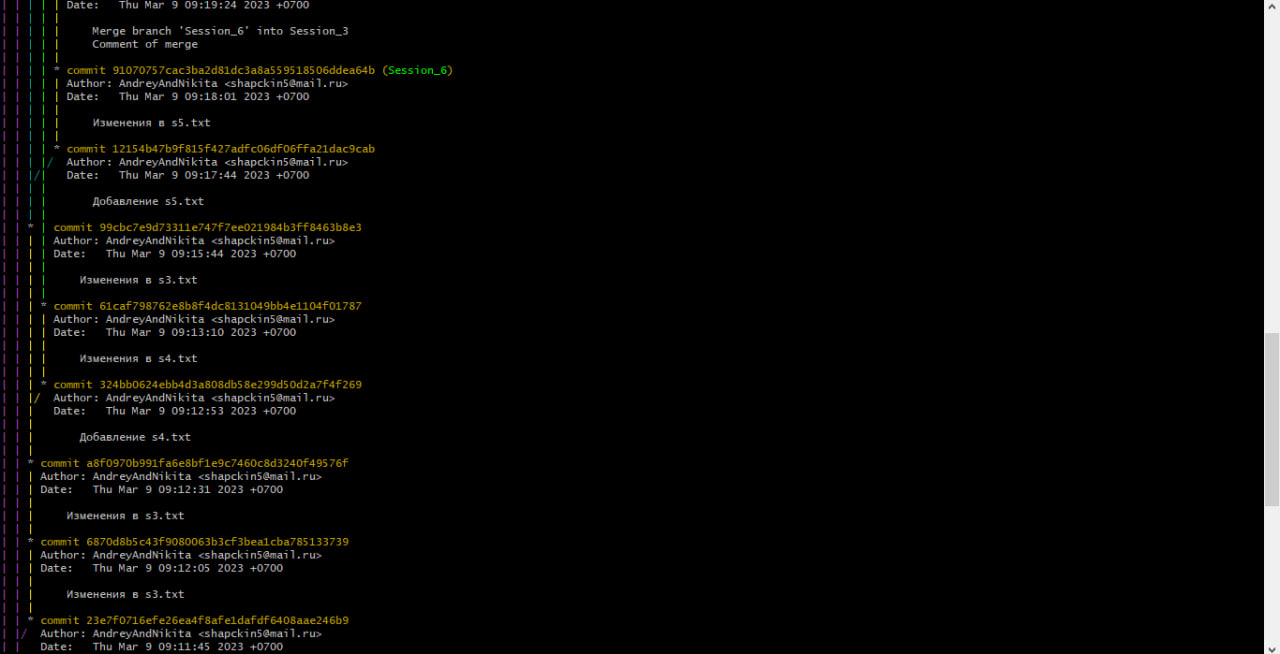 Date:   Thu Mar 9 09:19:24 2023 +0700
Merge branch 'Session_6' into Session_3
Comment of merge
* commit 91070757cac3ba2d81dc3a8a559518506ddea64b (Session_6)
Author: AndreyAndNikita <shapckin5@mail.ru>
Date:   Thu Mar 9 09:18:01 2023 +0700
Изменения в s5.txt
* commit 12154b47b9f815f427adfc06df06ffa21dac9cab
Author: AndreyAndNikita <shapckin5@mail.ru>
Date:   Thu Mar 9 09:17:44 2023 +0700
Добавление s5.txt
* commit 99cbc7e9d73311e747f7ee021984b3ff8463b8e3
Author: AndreyAndNikita <shapckin5@mail.ru>
Date:   Thu Mar 9 09:15:44 2023 +0700
Изменения в s3.txt
* commit 61caf798762e8b8f4dc8131049bb4e1104f01787
Author: AndreyAndNikita <shapckin5@mail.ru>
Date:   Thu Mar 9 09:13:10 2023 +0700
Изменения в s4.txt
* commit 324bb0624ebb4d3a808db58e299d50d2a7f4f269
Author: AndreyAndNikita <shapckin5@mail.ru>
Date:   Thu Mar 9 09:12:53 2023 +0700
Добавление s4.txt
* commit a8f0970b991fa6e8bf1e9c7460c8d3240f49576f
Author: AndreyAndNikita <shapckin5@mail.ru>
Date:   Thu Mar 9 09:12:31 2023 +0700
Изменения в s3.txt
* commit 6870d8b5c43f9080063b3cf3bea1cba785133739
Author: AndreyAndNikita <shapckin5@mail.ru>
Date:   Thu Mar 9 09:12:05 2023 +0700
Изменения в s3.txt
* commit 23e7f0716efe26ea4f8afe1dafdf6408aae246b9
Author: AndreyAndNikita <shapckin5@mail.ru>
Date:   Thu Mar 9 09:11:45 2023 +0700